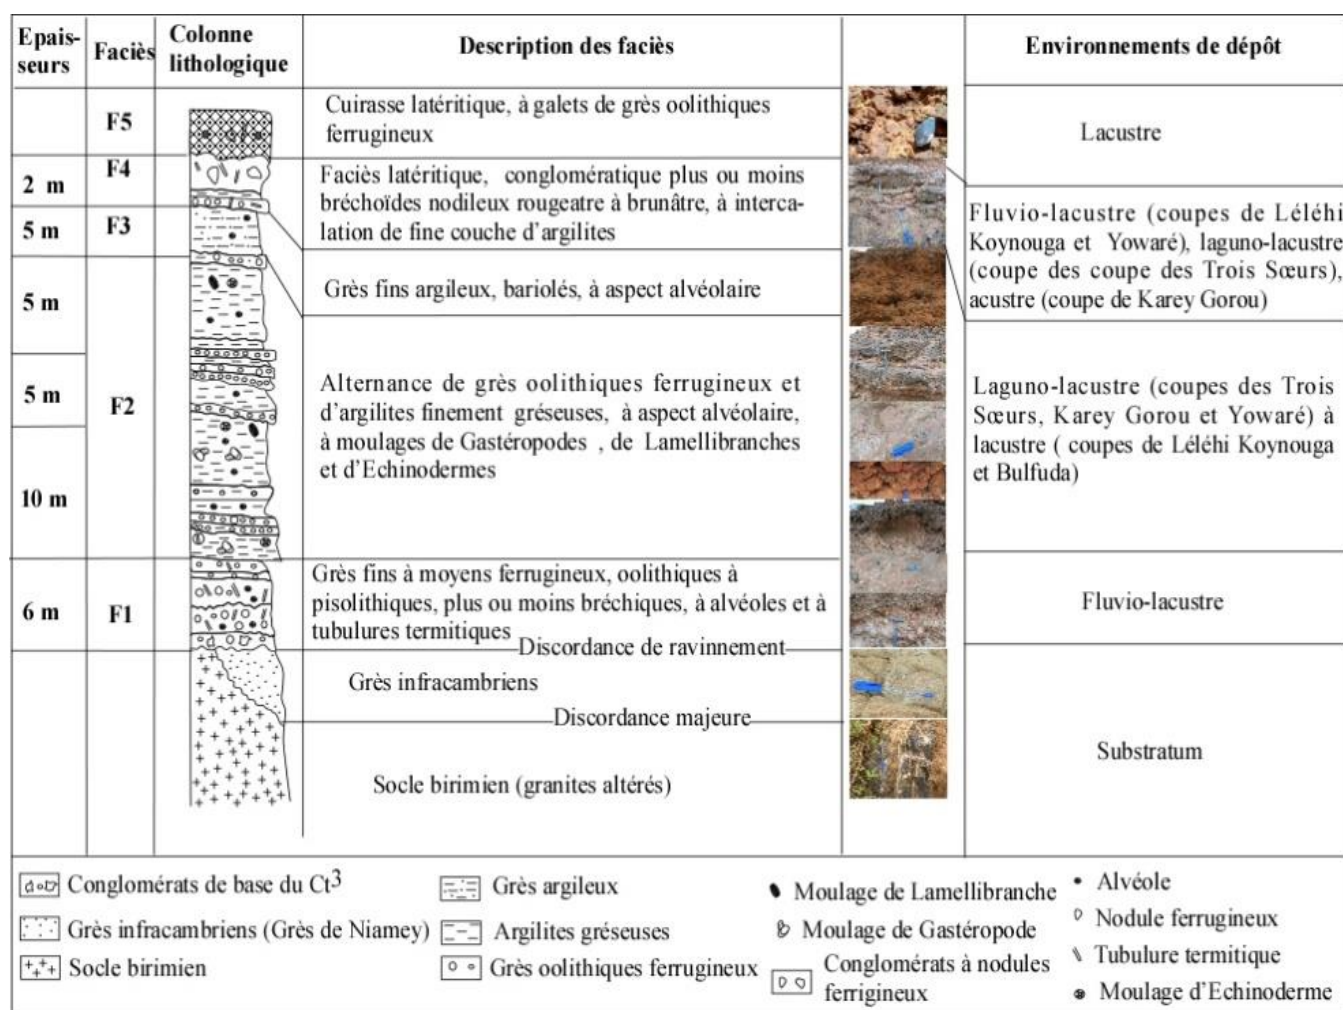 Epais-
seurs
Faciès
Colonne
lithologique
Description des faciès
Environnements de dépôt
F5
Cuirasse latéritique, à galets de grès oolithiques
ferrugineux
Lacustre
2 m
F4
Faciès latéritique, conglomératique plus ou moins
bréchoïdes nodileux rougeatre à brunâtre, à interca-
lation de fine couche d'argilites
5 m
F3
Grès fins argileux, bariolés, à aspect alvéolaire
Fluvio-lacustre (coupes de Léléhi
Koynouga et Yowaré), laguno-lacustre
(coupe des coupe des Trois Sœurs),
acustre (coupe de Karey Gorou)
5 m
5 m
10 m
F2
Alternance de grès oolithiques ferrugineux et
d'argilites finement gréseuses, à aspect alvéolaire,
à moulages de Gastéropodes , de Lamellibranches
et d'Echinodermes
Laguno-lacustre (coupes des Trois
Sœurs, Karey Gorou et Yowaré) à
lacustre ( coupes de Léléhi Koynouga
et Bulfuda)
6 m
F1
Grès fins à moyens ferrugineux, oolithiques à
pisolithiques, plus ou moins bréchiques, à alvéoles et à
tubulures termitiques
Fluvio-lacustre
Discordance de ravinnement
Grès infracambriens
Discordance majeure
Socle birimien (granites altérés)
Substratum
Conglomérats de base du Ct3
Grès infracambriens (Grès de Niamey)
Socle birimien
Grès argileux
Argilites gréseuses
Grès oolithiques ferrugineux
Moulage de Lamellibranche
Moulage de Gastéropode
Conglomérats à nodules
ferrigineux
Alvéole
Nodule ferrugineux
Tubulure termitique
Moulage d'Echinoderme